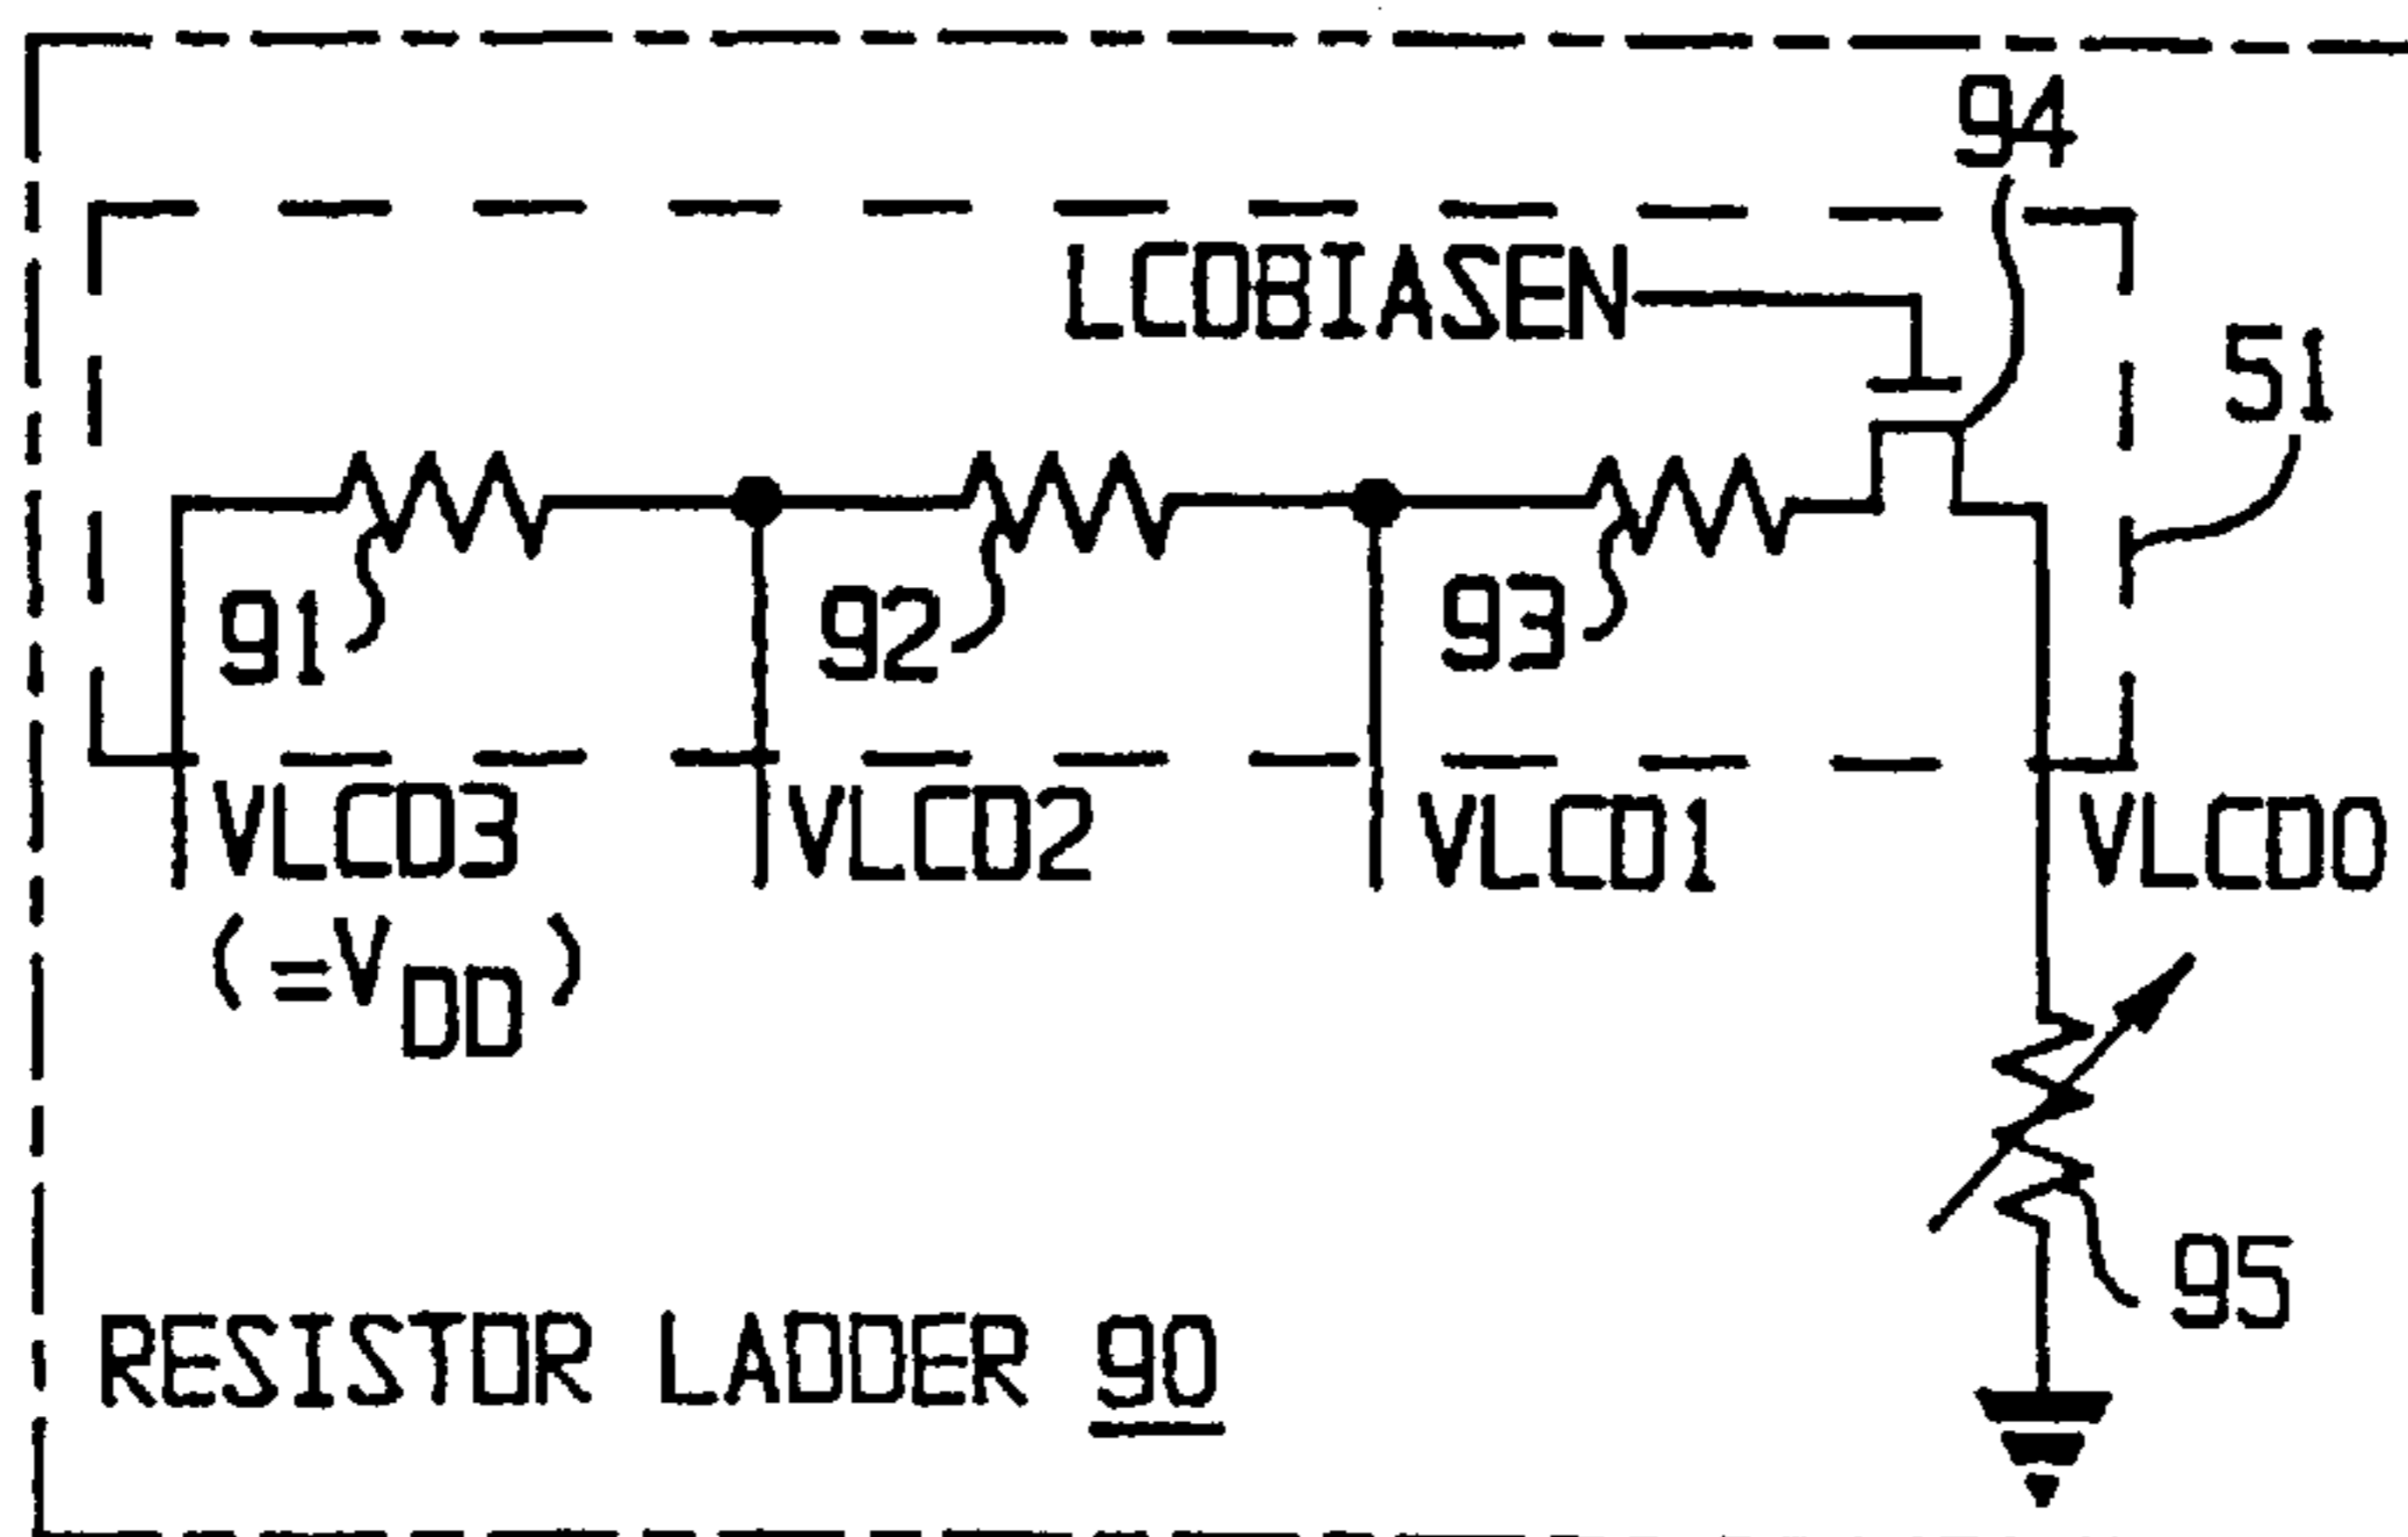 94
LCDBIASEN
51
91
92
93
VLCD3
VLCD2
VLCD1
VLCD0
(=VDD)
95
RESISTOR LADDER 90